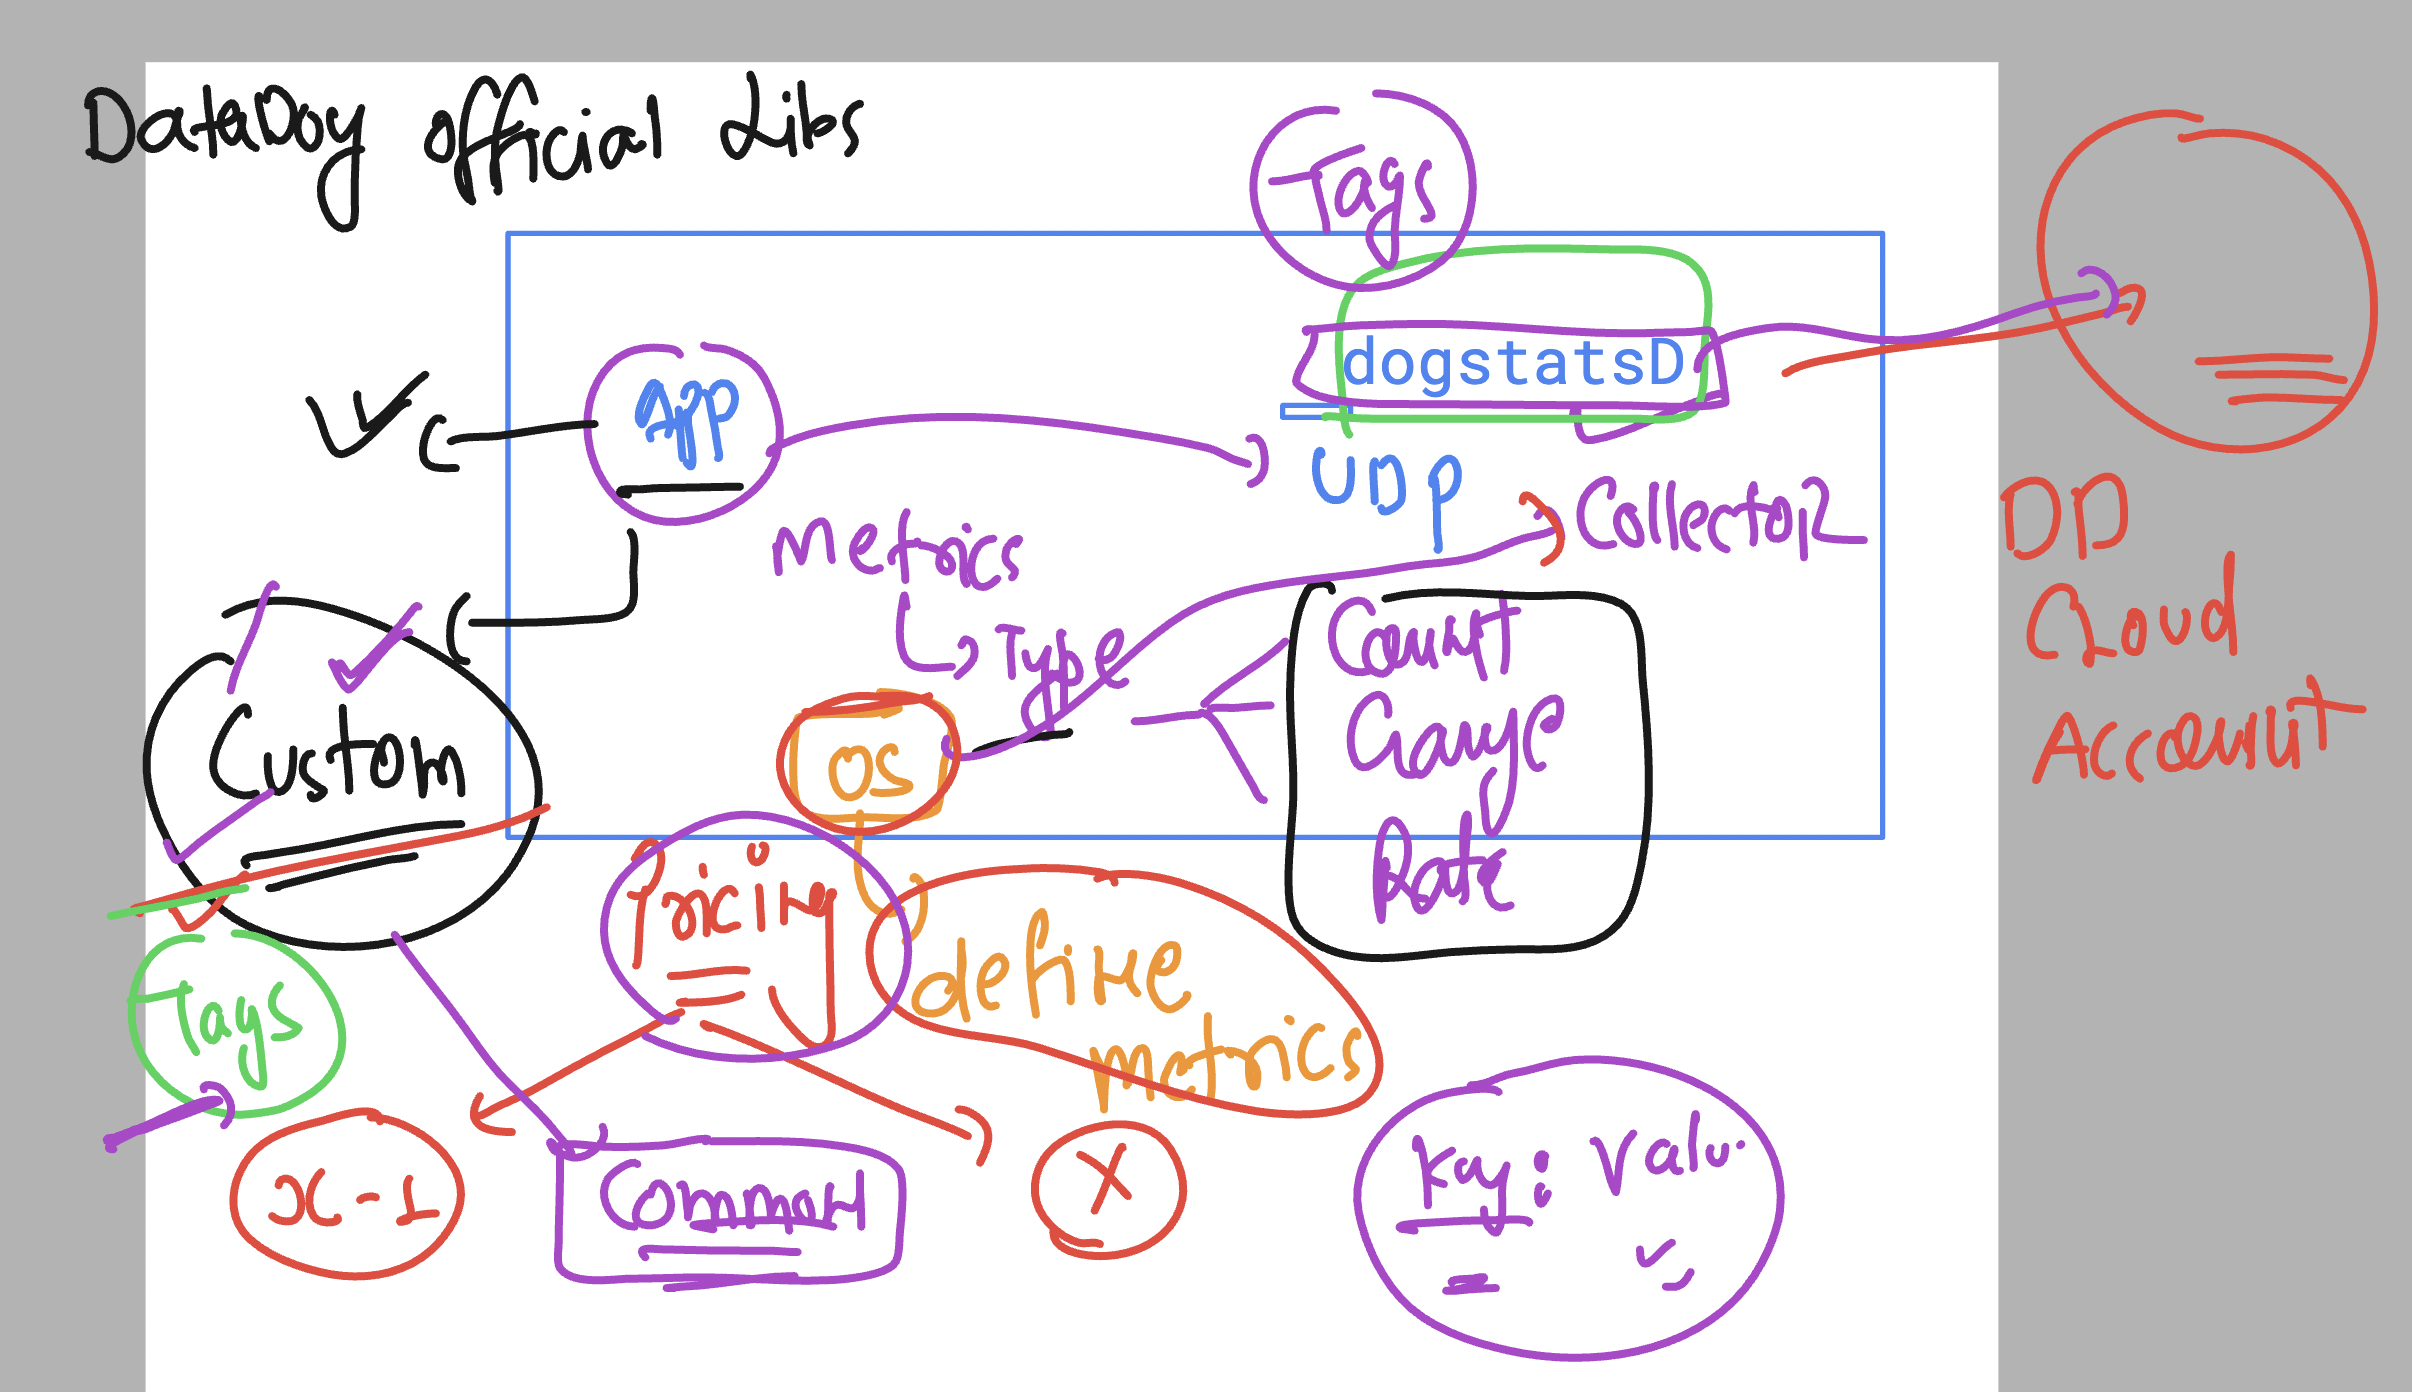 DataDog official Libs
Tags
dogstatsD
App
UDP
Collector
Metrics
Type
Count
Gauge
Rate
OS
Custom
DD
Cloud
Account
Pricing
define
metrics
Tags
x-1
Common
X
Key: Valu